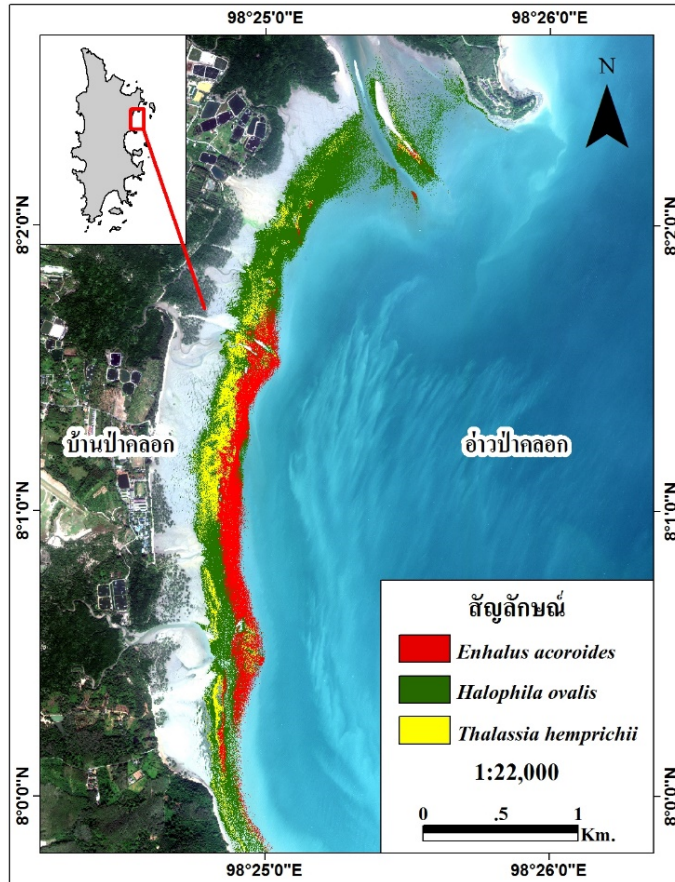 98°25'0"E 98°26'0"E
N
8°2'0"N 8°2'0"N
บ้านป่าคลอก อ่าวป่าคลอก
8°1'0"N 8°1'0"N
สัญลักษณ์
Enhalus acoroides
Halophila ovalis
Thalassia hemprichii
1:22,000
8°0'0"N 8°0'0"N
0 .5 1
Km.
98°25'0"E 98°26'0"E